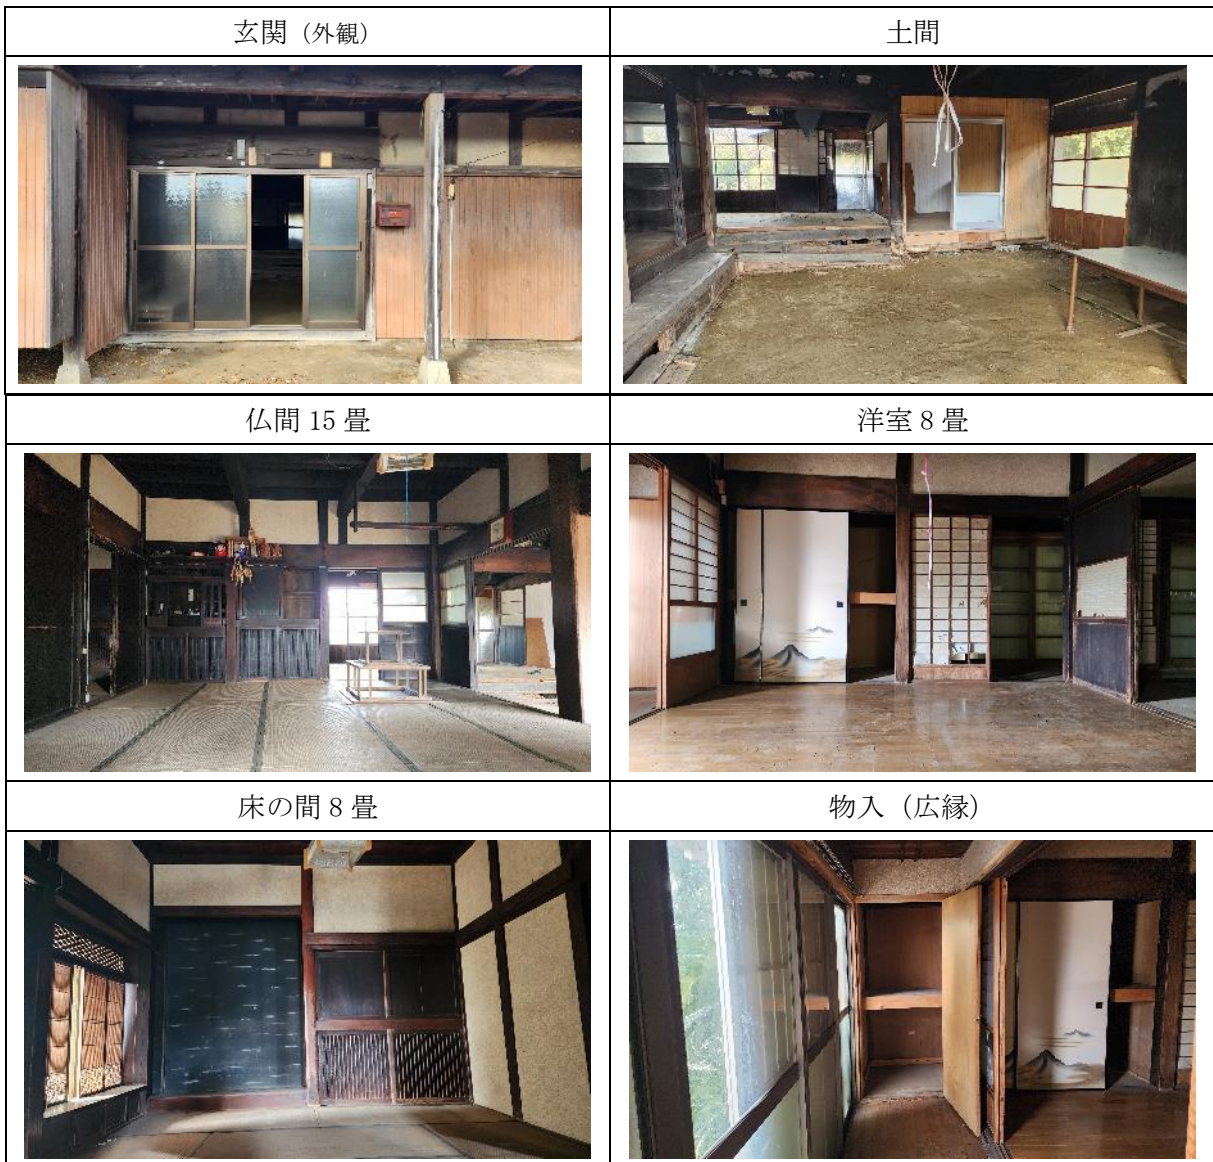 玄関（外観）
土間
仏間 15 畳
洋室 8 畳
床の間 8 畳
物入（広縁）